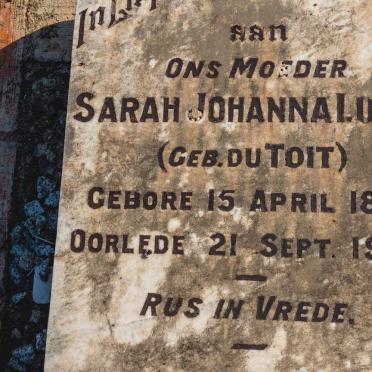 aan
ONS MOEDER
SARAH JOHANNA LU
(GEB. DU TOIT)
GEBORE 15 APRIL 18
OORLEDE 21 SEPT. 19
RUS IN VREDE.